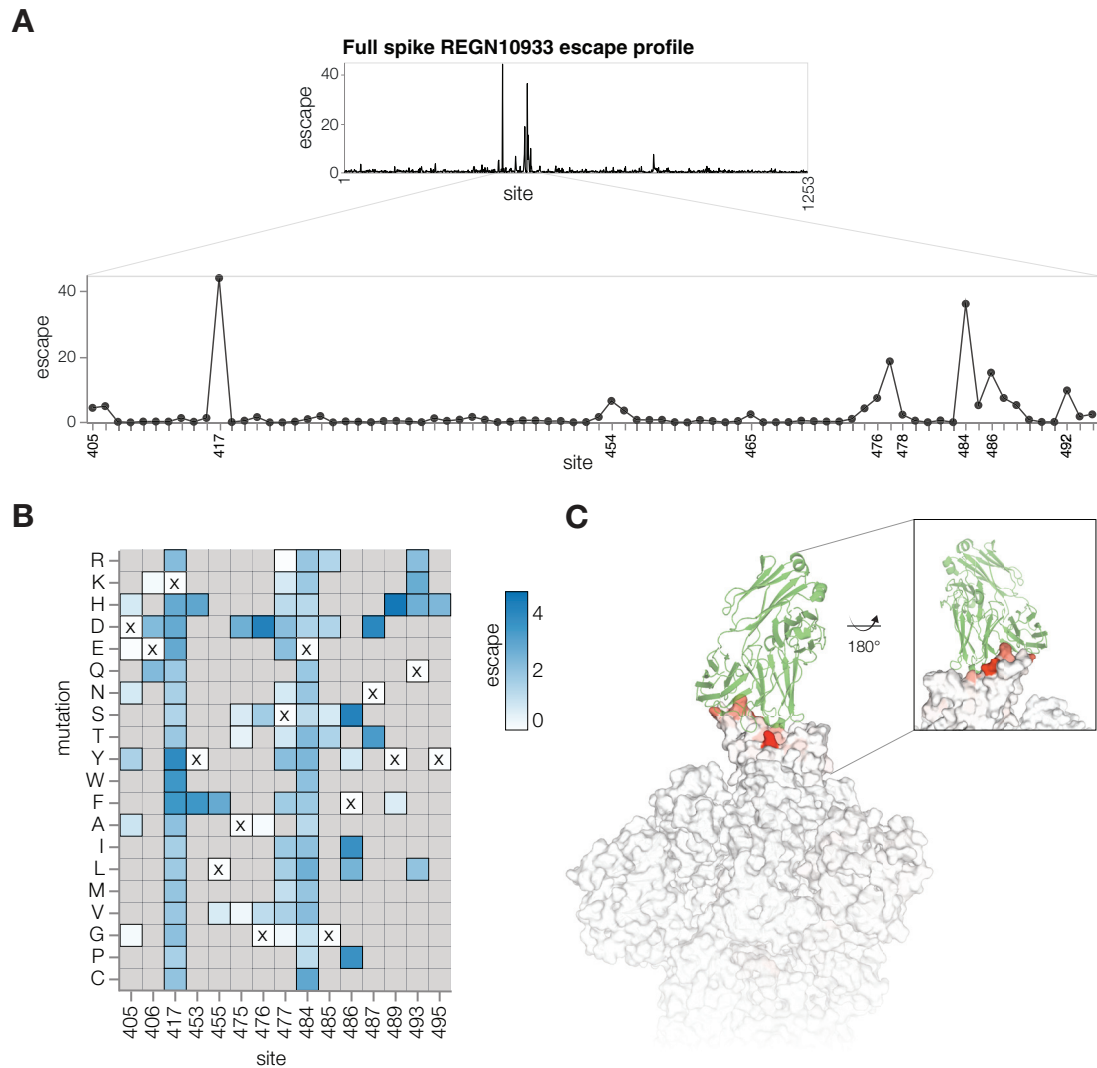 A
Full spike REGN10933 escape profile
escape
40
20
0
1
site
1253
escape
40
20
0
405
417
454
465
476
478
484
486
492
site
B
mutation
R
K X
H
D X
E X X
Q X
N X
S X
T
Y X X X
W
F X
A X
I
L X
M
V
G X X
P
C
405 406 417 453 455 475 476 477 484 485 486 487 489 493 495
site
escape
4
2
0
C
180°